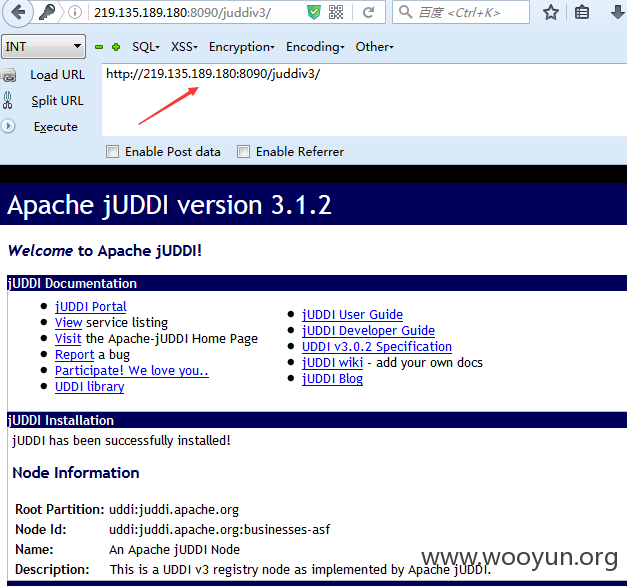 219.135.189.180:8090/juddiv3/
百度 <Ctrl+K>
INT
SQL
XSS
Encryption
Encoding
Other
Load URL
http://219.135.189.180:8090/juddiv3/
Split URL
Execute
Enable Post data
Enable Referrer
Apache jUDDI version 3.1.2
Welcome to Apache jUDDI!
jUDDI Documentation
jUDDI Portal
View service listing
Visit the Apache-jUDDI Home Page
Report a bug
Participate! We love you..
UDDI library
jUDDI User Guide
jUDDI Developer Guide
UDDI v3.0.2 Specification
jUDDI wiki - add your own docs
jUDDI Blog
jUDDI Installation
jUDDI has been successfully installed!
Node Information
Root Partition: uddi:juddi.apache.org
Node Id: uddi:juddi.apache.org:businesses-asf
Name: An Apache jUDDI Node
Description: This is a UDDI v3 registry node as implemented by Apache jUDDI.
www.wooyun.org